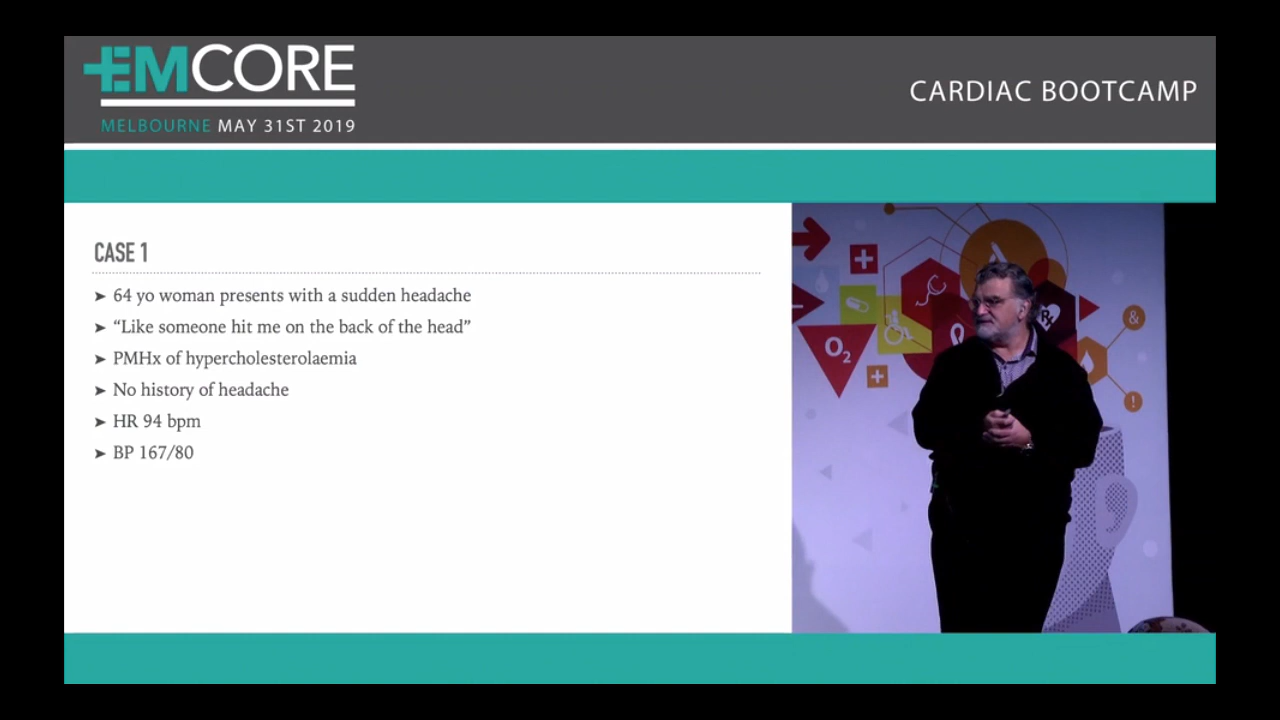 EMCORE
MELBOURNE MAY 31ST 2019
CARDIAC BOOTCAMP
CASE 1
➤ 64 yo woman presents with a sudden headache
➤ “Like someone hit me on the back of the head”
➤ PMHx of hypercholesterolaemia
➤ No history of headache
➤ HR 94 bpm
➤ BP 167/80
O2
Rx
&
!